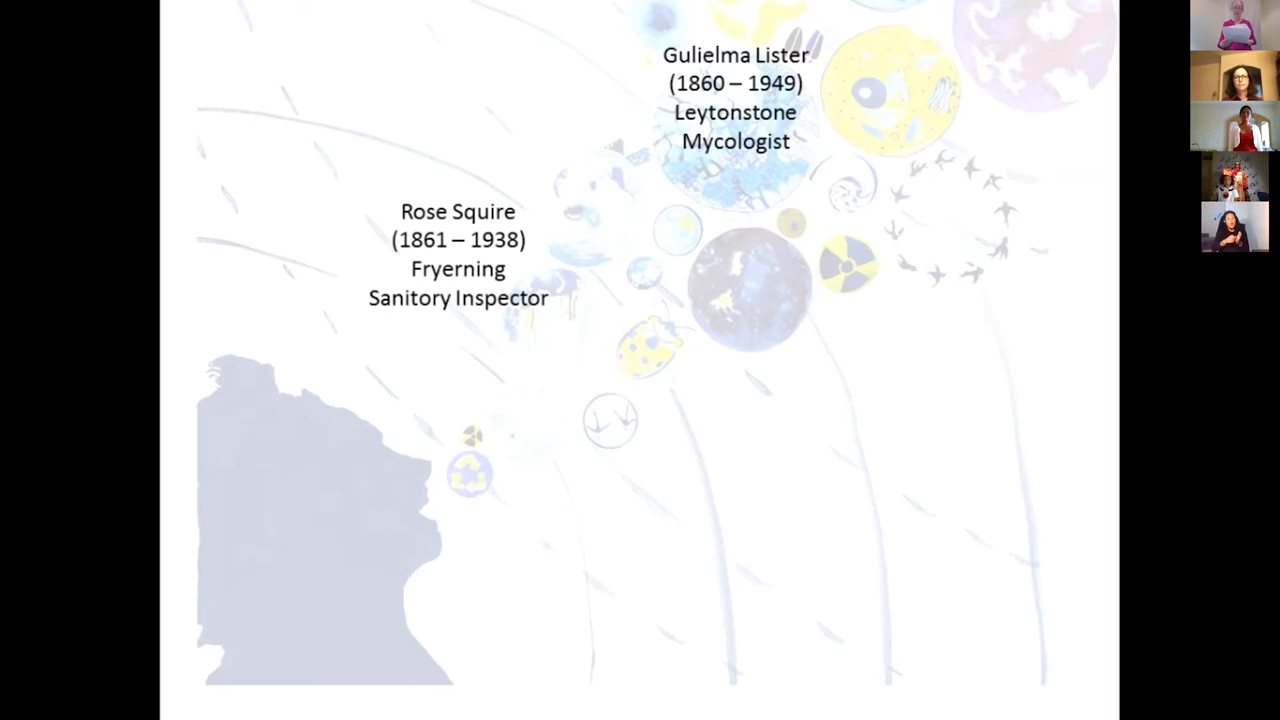 Gulielma Lister
(1860 – 1949)
Leytonstone
Mycologist
Rose Squire
(1861 – 1938)
Fryerning
Sanitory Inspector